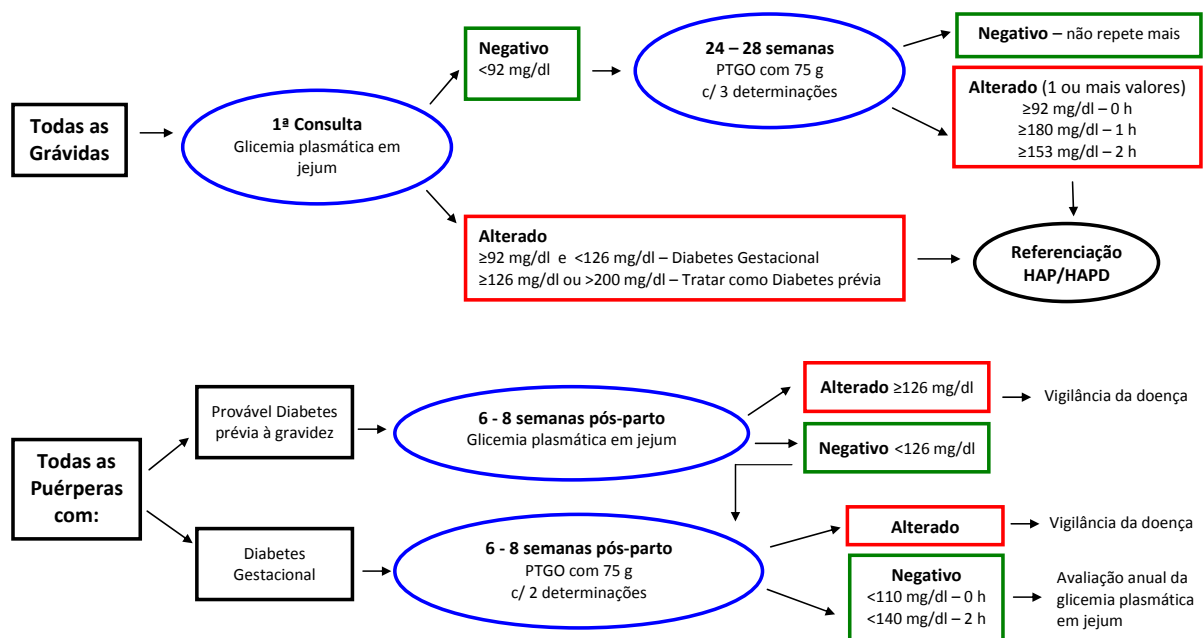 Todas as
Grávidas
1ª Consulta
Glicemia plasmática em
jejum
Negativo
<92 mg/dl
24 – 28 semanas
PTGO com 75 g
c/ 3 determinações
Negativo – não repete mais
Alterado (1 ou mais valores)
≥92 mg/dl – 0 h
≥180 mg/dl – 1 h
≥153 mg/dl – 2 h
Alterado
≥92 mg/dl e <126 mg/dl – Diabetes Gestacional
≥126 mg/dl ou >200 mg/dl – Tratar como Diabetes prévia
Referenciação
HAP/HAPD
Todas as
Puérperas
com:
Provável Diabetes
prévia à gravidez
6 - 8 semanas pós-parto
Glicemia plasmática em jejum
Alterado ≥126 mg/dl
Vigilância da doença
Negativo <126 mg/dl
Diabetes
Gestacional
6 - 8 semanas pós-parto
PTGO com 75 g
c/ 2 determinações
Alterado
Vigilância da doença
Negativo
<110 mg/dl – 0 h
<140 mg/dl – 2 h
Avaliação anual da
glicemia plasmática
em jejum